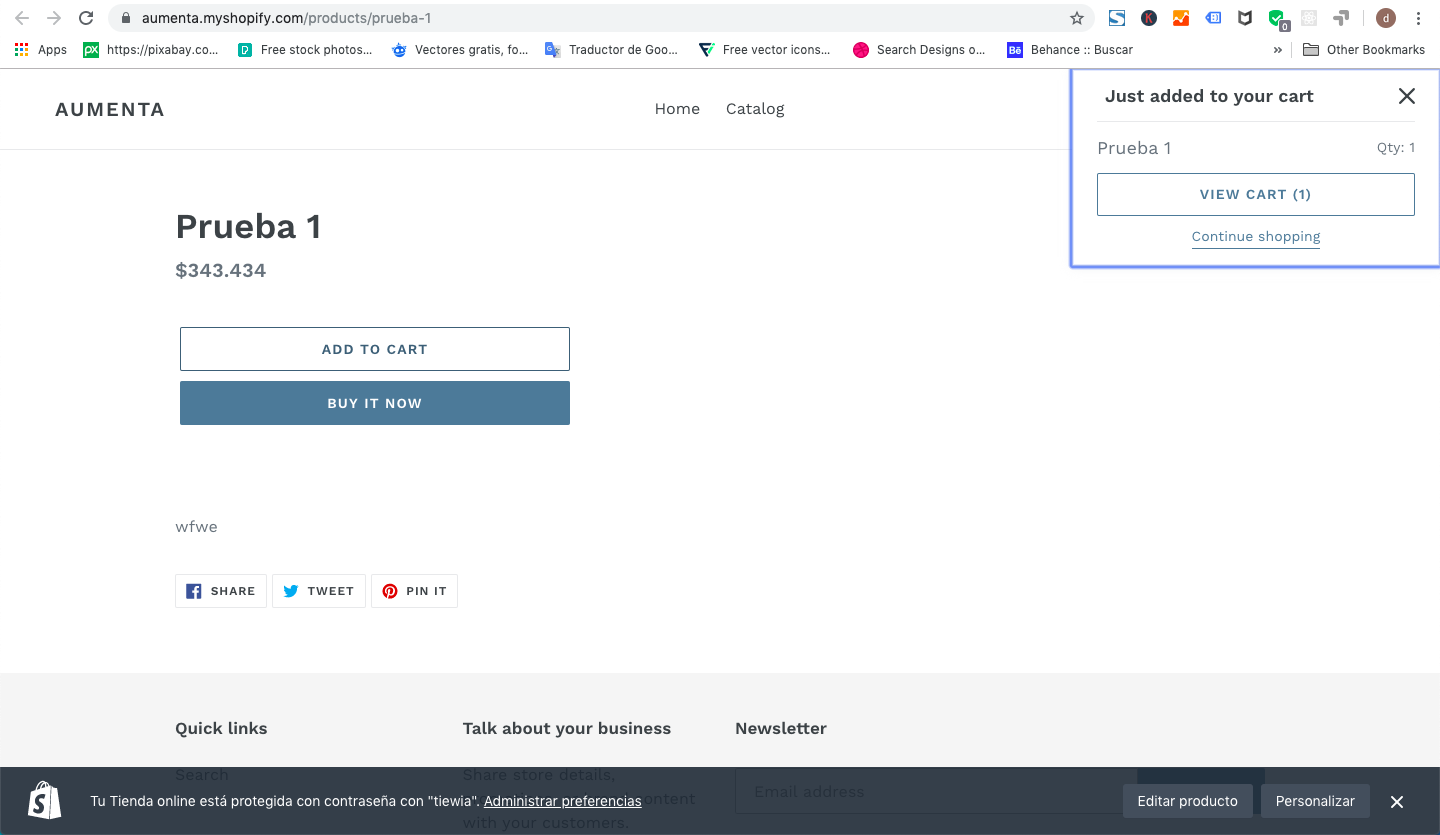 aumenta.myshopify.com/products/prueba-1
Apps https://pixabay.co... Free stock photos... Vectores gratis, fo... Traductor de Goo... Free vector icons... Search Designs o... Behance :: Buscar » Other Bookmarks
AUMENTA
Home Catalog
Just added to your cart
Prueba 1 Qty: 1
VIEW CART (1)
Continue shopping
Prueba 1
$343.434
ADD TO CART
BUY IT NOW
wfwe
SHARE TWEET PIN IT
Quick links
Search
Talk about your business
Share store details,
content
with your customers.
Newsletter
Email address
Tu Tienda online está protegida con contraseña con "tiewia". Administrar preferencias
Editar producto Personalizar